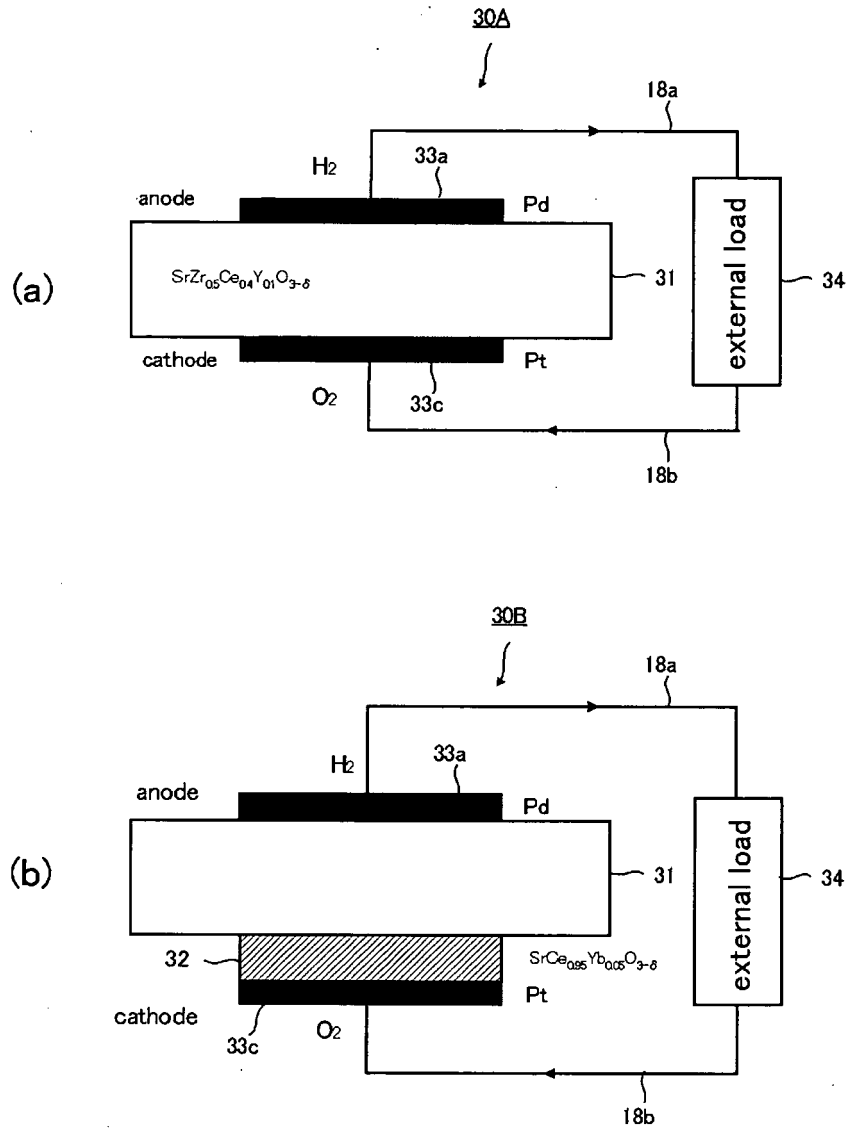 30A
18a
33a
H2
anode
Pd
(a)
SrZr0.5Ce0.4Y0.1O3-δ
31
external load
34
cathode
Pt
O2
33c
18b
30B
18a
33a
H2
anode
Pd
(b)
31
external load
34
32
SrCe0.95Yb0.05O3-δ
Pt
cathode
O2
33c
18b